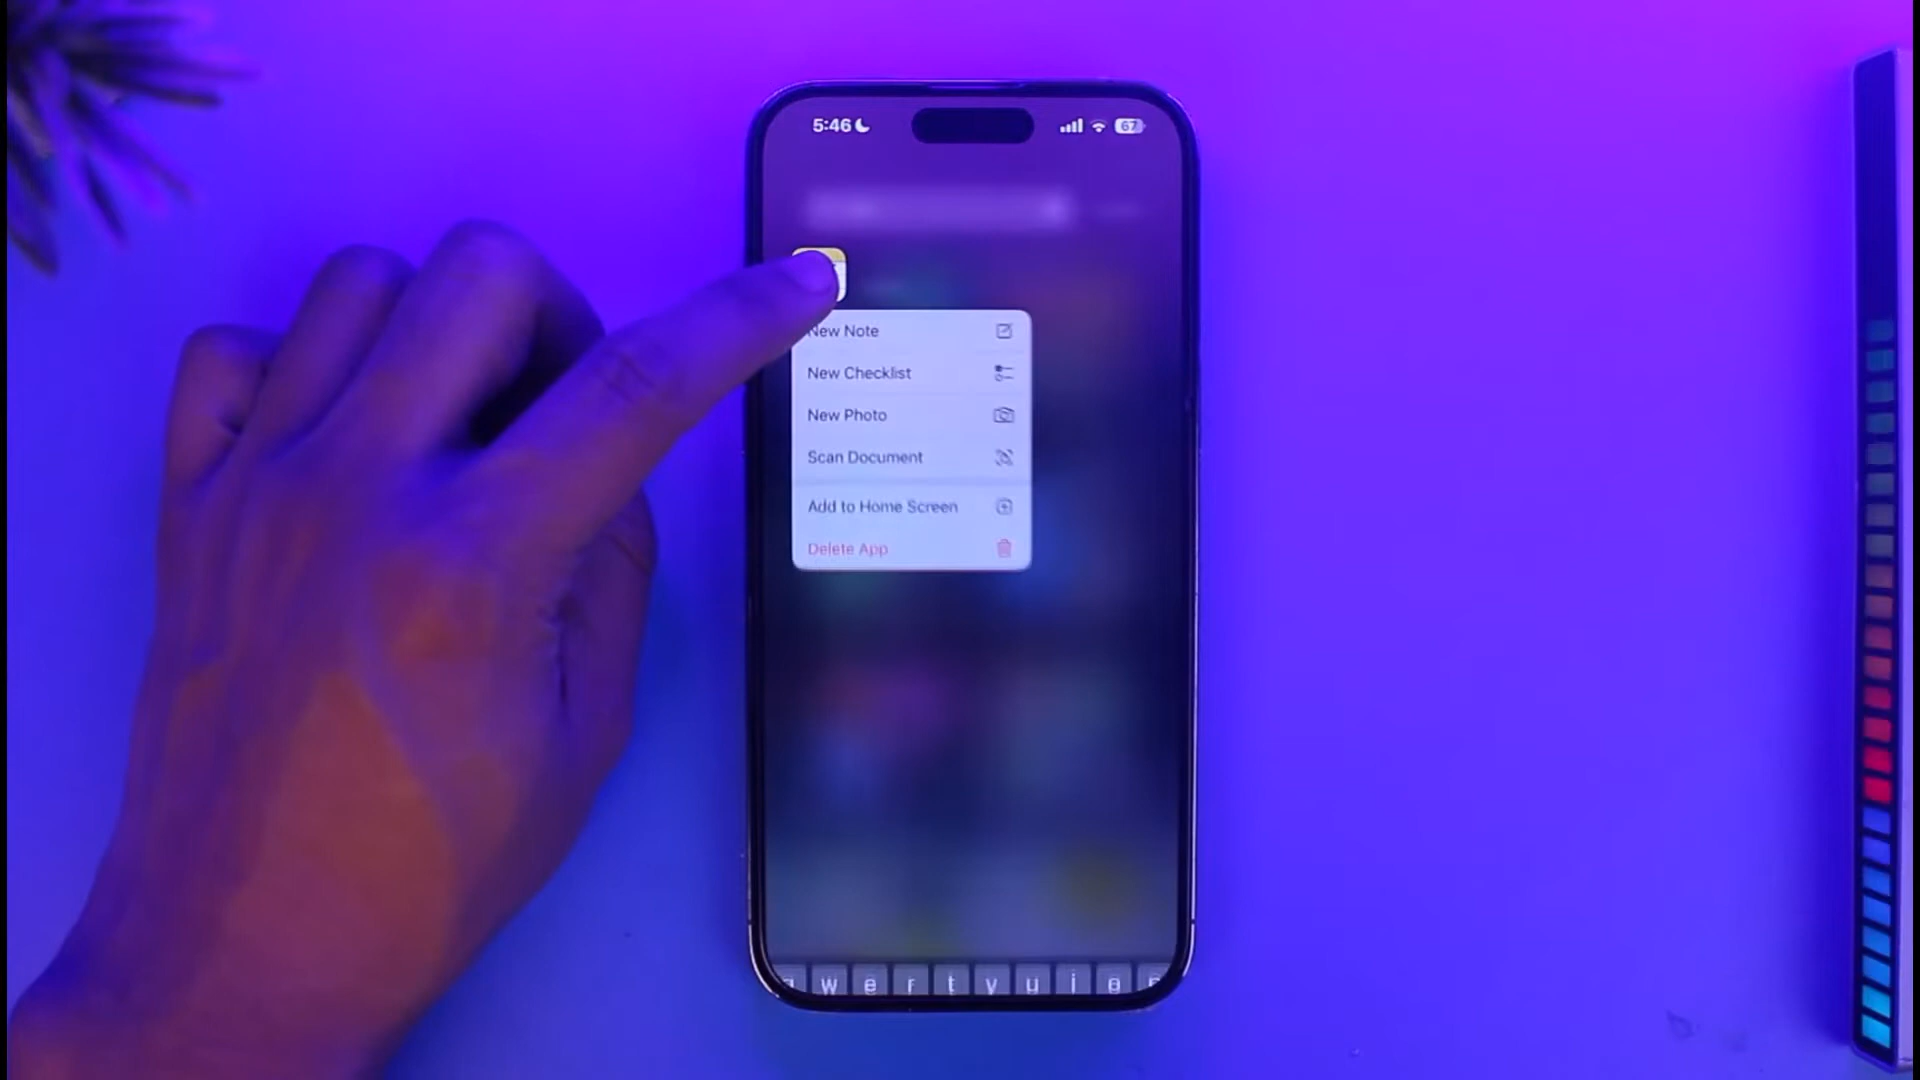 5:46
67
New Note
New Checklist
New Photo
Scan Document
Add to Home Screen
Delete App
w e r t y u i o